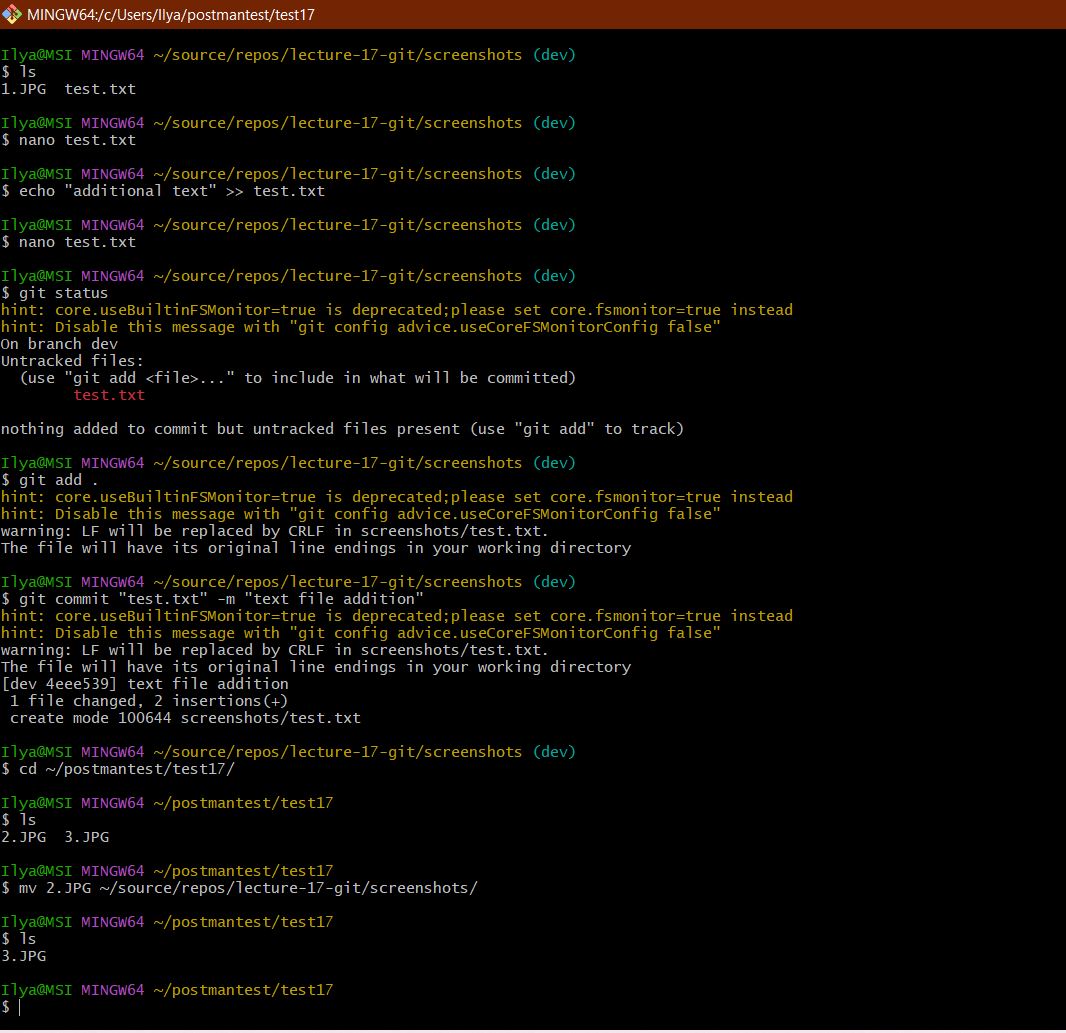 MINGW64:/c/Users/Ilya/postmantest/test17
Ilya@MSI MINGW64 ~/source/repos/lecture-17-git/screenshots (dev)
$ ls
1.JPG  test.txt
Ilya@MSI MINGW64 ~/source/repos/lecture-17-git/screenshots (dev)
$ nano test.txt
Ilya@MSI MINGW64 ~/source/repos/lecture-17-git/screenshots (dev)
$ echo "additional text" >> test.txt
Ilya@MSI MINGW64 ~/source/repos/lecture-17-git/screenshots (dev)
$ nano test.txt
Ilya@MSI MINGW64 ~/source/repos/lecture-17-git/screenshots (dev)
$ git status
hint: core.useBuiltinFSMonitor=true is deprecated;please set core.fsmonitor=true instead
hint: Disable this message with "git config advice.useCoreFSMonitorConfig false"
On branch dev
Untracked files:
  (use "git add <file>..." to include in what will be committed)
        test.txt
nothing added to commit but untracked files present (use "git add" to track)
Ilya@MSI MINGW64 ~/source/repos/lecture-17-git/screenshots (dev)
$ git add .
hint: core.useBuiltinFSMonitor=true is deprecated;please set core.fsmonitor=true instead
hint: Disable this message with "git config advice.useCoreFSMonitorConfig false"
warning: LF will be replaced by CRLF in screenshots/test.txt.
The file will have its original line endings in your working directory
Ilya@MSI MINGW64 ~/source/repos/lecture-17-git/screenshots (dev)
$ git commit "test.txt" -m "text file addition"
hint: core.useBuiltinFSMonitor=true is deprecated;please set core.fsmonitor=true instead
hint: Disable this message with "git config advice.useCoreFSMonitorConfig false"
warning: LF will be replaced by CRLF in screenshots/test.txt.
The file will have its original line endings in your working directory
[dev 4eee539] text file addition
 1 file changed, 2 insertions(+)
 create mode 100644 screenshots/test.txt
Ilya@MSI MINGW64 ~/source/repos/lecture-17-git/screenshots (dev)
$ cd ~/postmantest/test17/
Ilya@MSI MINGW64 ~/postmantest/test17
$ ls
2.JPG  3.JPG
Ilya@MSI MINGW64 ~/postmantest/test17
$ mv 2.JPG ~/source/repos/lecture-17-git/screenshots/
Ilya@MSI MINGW64 ~/postmantest/test17
$ ls
3.JPG
Ilya@MSI MINGW64 ~/postmantest/test17
$